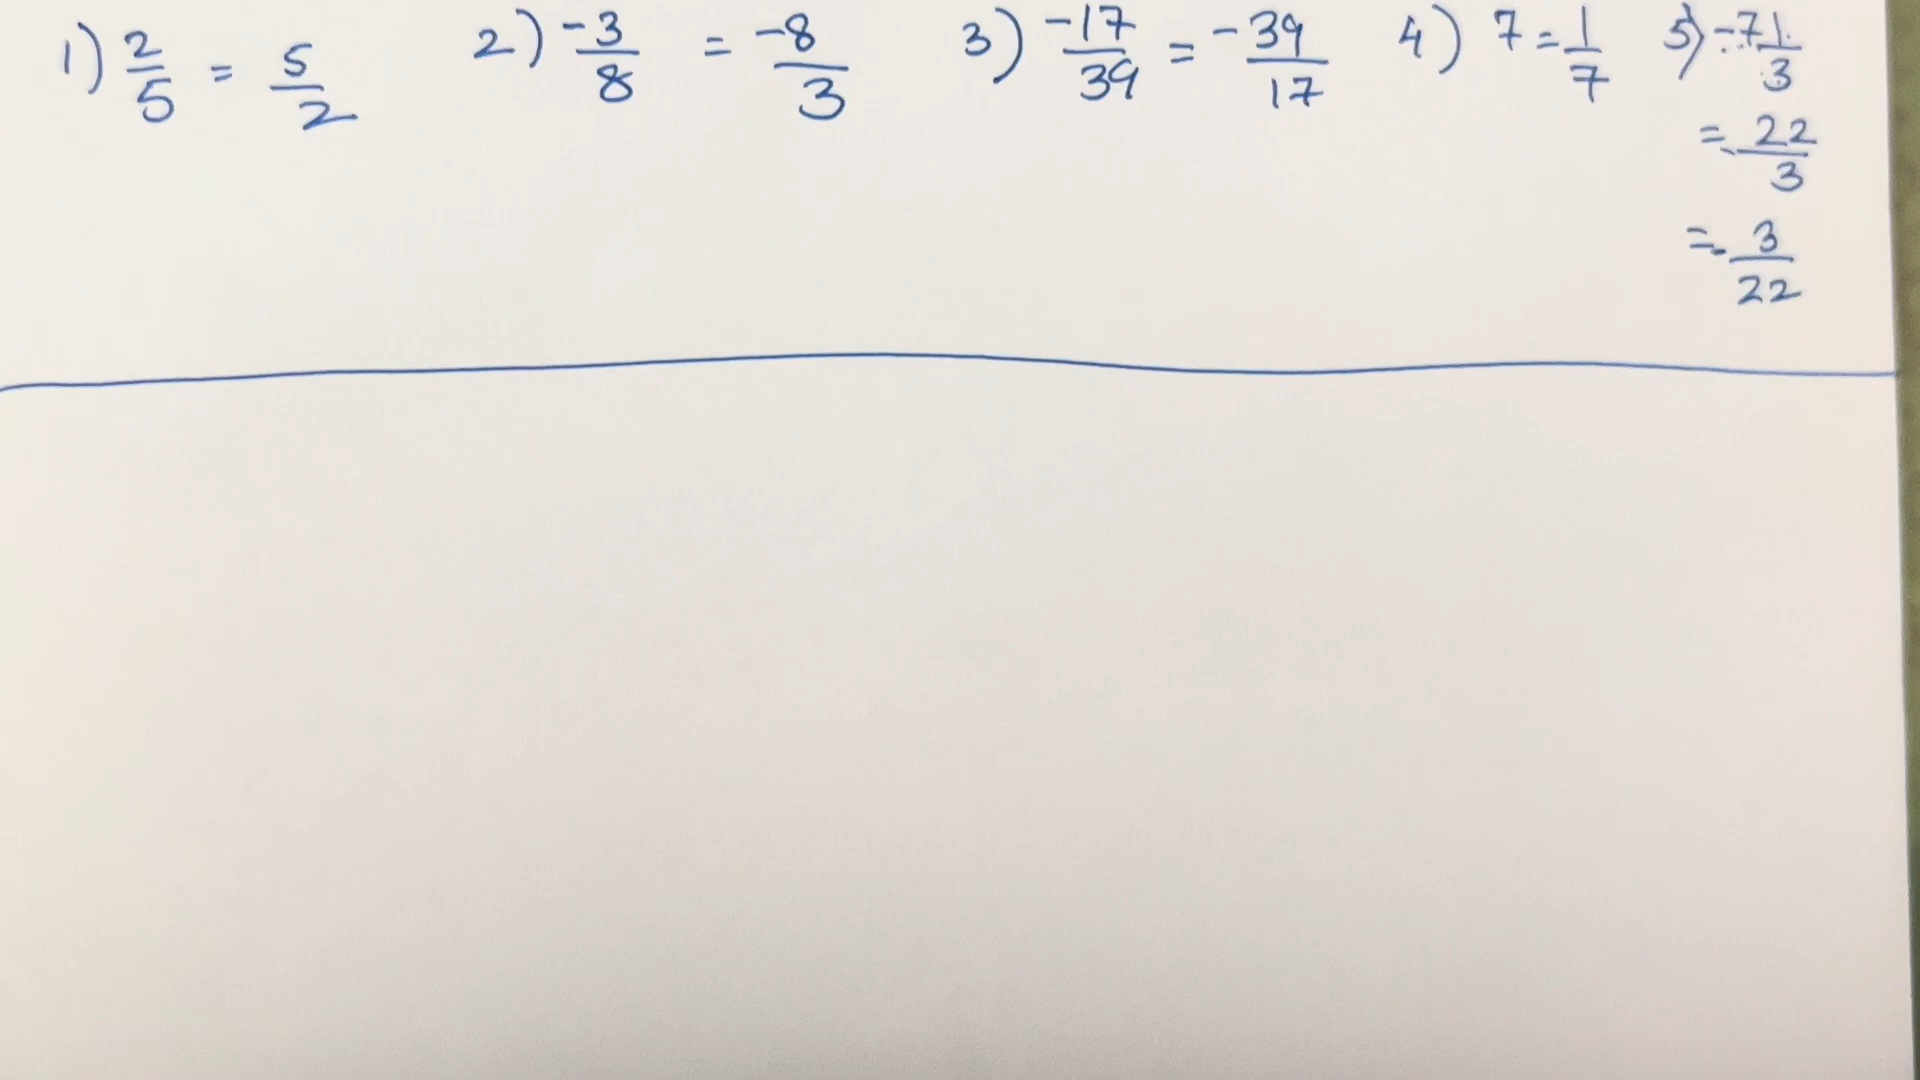 1) 2/5 = 5/2 2) -3/8 = -8/3 3) -17/39 = -39/17 4) 7 = 1/7 5) -7 1/3
= - 22/3
= - 3/22